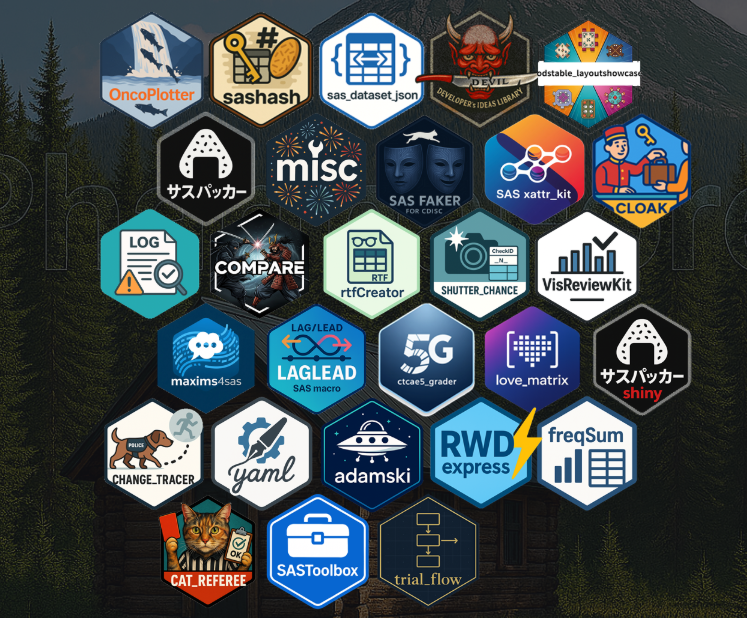 OncoPlotter
#
sashash
sas_dataset_json
DEVIL
DEVELOPER'S IDEAS LIBRARY
odstable_layoutshowcase
サスパッカー
misc
SAS FAKER
FOR CDISC
SAS xattr_kit
CLOAK
LOG
COMPARE
RTF
rtfCreator
CheckID
_N_
SHUTTER_CHANCE
VisReviewKit
maxims4sas
LAG/LEAD
LAGLEAD
SAS macro
5G
ctcae5_grader
love_matrix
サスパッカー
shiny
POLICE
CHANGE_TRACER
yaml
adamski
RWD
express
freqSum
OK
CAT_REFEREE
SASToolbox
trial_flow